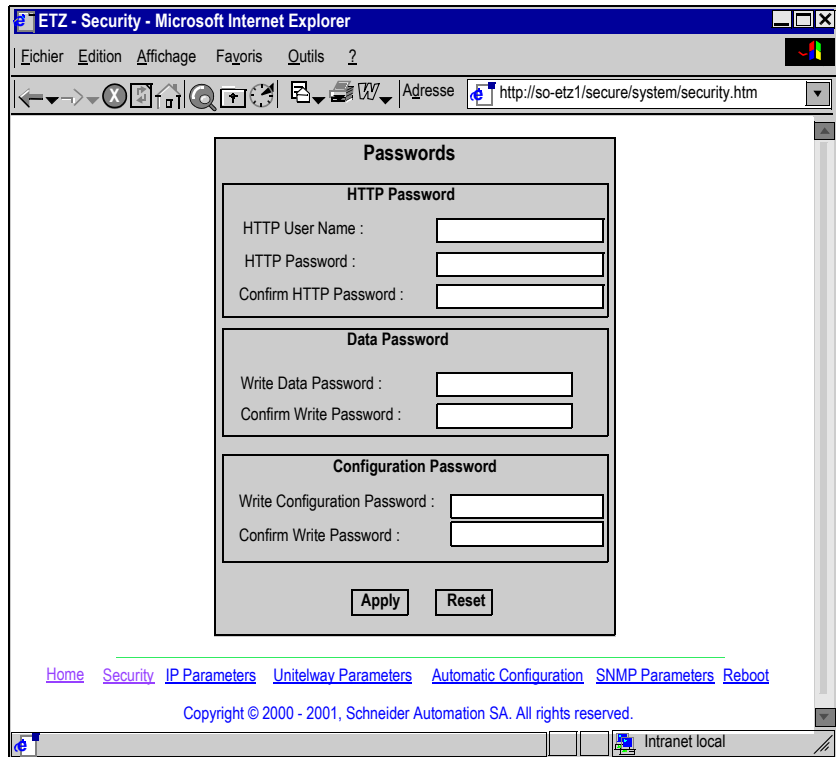 ETZ - Security - Microsoft Internet Explorer
Fichier Edition Affichage Favoris Outils ?
Adresse http://so-etz1/secure/system/security.htm
Passwords
HTTP Password
HTTP User Name :
HTTP Password :
Confirm HTTP Password :
Data Password
Write Data Password :
Confirm Write Password :
Configuration Password
Write Configuration Password :
Confirm Write Password :
Apply Reset
Home Security IP Parameters Unitelway Parameters Automatic Configuration SNMP Parameters Reboot
Copyright © 2000 - 2001, Schneider Automation SA. All rights reserved.
Intranet local